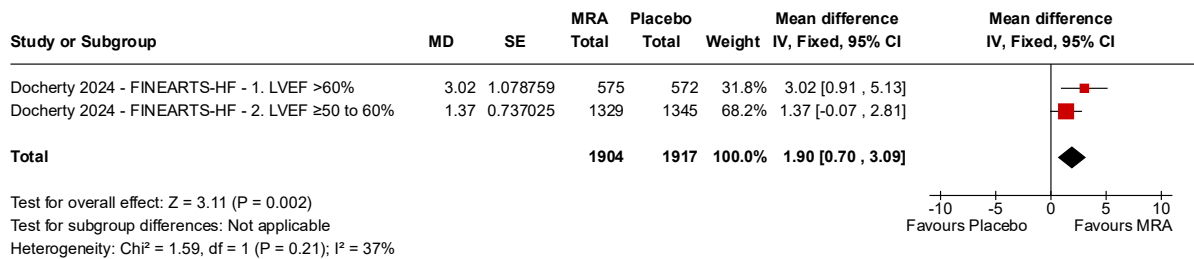 MRA Placebo Mean difference Mean difference
Study or Subgroup MD SE Total Total Weight IV, Fixed, 95% CI IV, Fixed, 95% CI
Docherty 2024 - FINEARTS-HF - 1. LVEF >60% 3.02 1.078759 575 572 31.8% 3.02 [0.91 , 5.13]
Docherty 2024 - FINEARTS-HF - 2. LVEF ≥50 to 60% 1.37 0.737025 1329 1345 68.2% 1.37 [-0.07 , 2.81]
Total 1904 1917 100.0% 1.90 [0.70 , 3.09]
Test for overall effect: Z = 3.11 (P = 0.002)
-10 -5 0 5 10
Test for subgroup differences: Not applicable
Favours Placebo Favours MRA
Heterogeneity: Chi² = 1.59, df = 1 (P = 0.21); I² = 37%